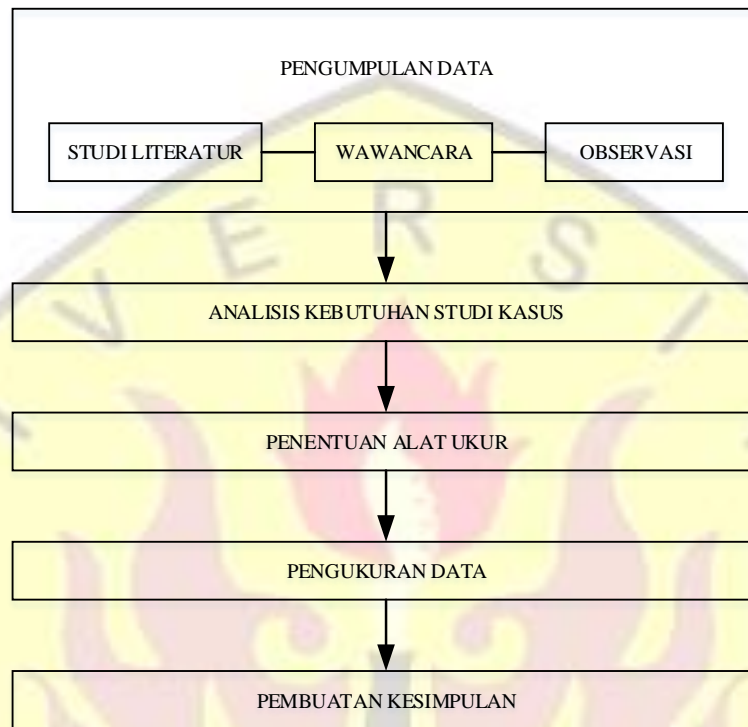 PENGUMPULAN DATA
STUDI LITERATUR
WAWANCARA
OBSERVASI
V E R S I
ANALISIS KEBUTUHAN STUDI KASUS
PENENTUAN ALAT UKUR
PENGUKURAN DATA
PEMBUATAN KESIMPULAN